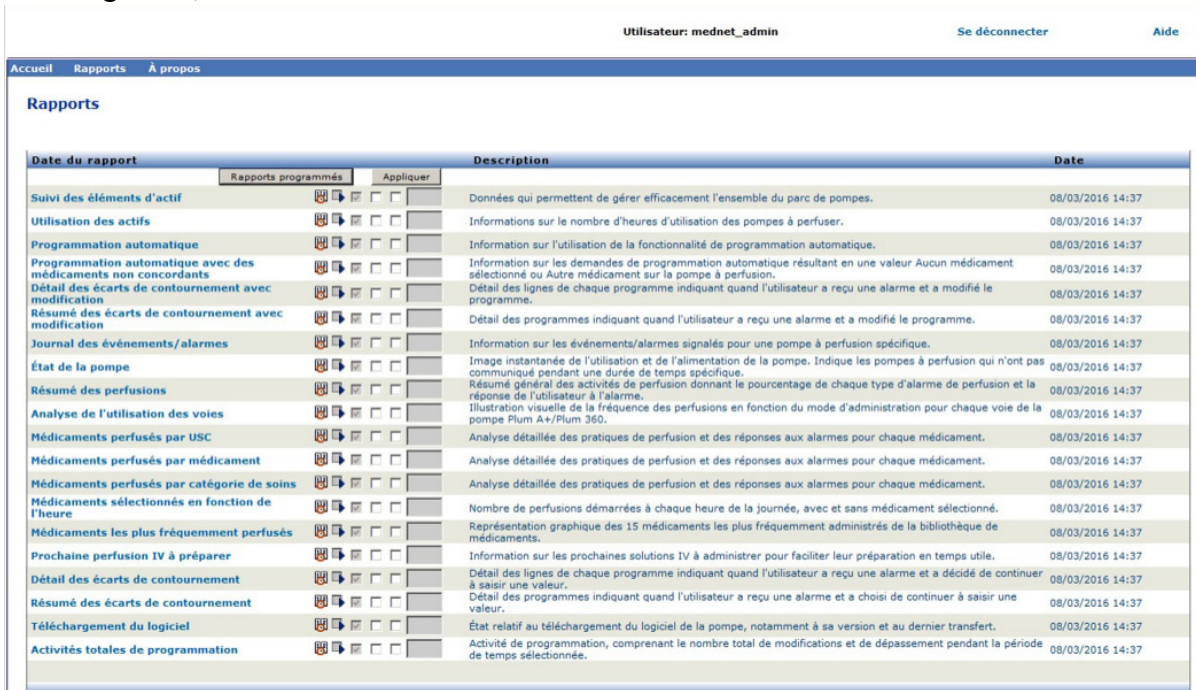 Utilisateur: mednet_admin Se déconnecter Aide
Accueil Rapports À propos
Rapports
Date du rapport Description Date
Rapports programmés Appliquer
Suivi des éléments d'actif Données qui permettent de gérer efficacement l'ensemble du parc de pompes. 08/03/2016 14:37
Utilisation des actifs Informations sur le nombre d'heures d'utilisation des pompes à perfuser. 08/03/2016 14:37
Programmation automatique Information sur l'utilisation de la fonctionnalité de programmation automatique. 08/03/2016 14:37
Programmation automatique avec des
médicaments non concordants
Information sur les demandes de programmation automatique résultant en une valeur Aucun médicament
sélectionné ou Autre médicament sur la pompe à perfusion.
08/03/2016 14:37
Détail des écarts de contournement avec
modification
Détail des lignes de chaque programme indiquant quand l'utilisateur a reçu une alarme et a modifié le
programme.
08/03/2016 14:37
Résumé des écarts de contournement avec
modification
Détail des programmes indiquant quand l'utilisateur a reçu une alarme et a modifié le programme. 08/03/2016 14:37
Journal des événements/alarmes Information sur les événements/alarmes signalés pour une pompe à perfusion spécifique. 08/03/2016 14:37
État de la pompe
Image instantanée de l'utilisation et de l'alimentation de la pompe. Indique les pompes à perfusion qui n'ont pas
communiqué pendant une durée de temps spécifique.
08/03/2016 14:37
Résumé des perfusions
Résumé général des activités de perfusion donnant le pourcentage de chaque type d'alarme de perfusion et la
réponse de l'utilisateur à l'alarme.
08/03/2016 14:37
Analyse de l'utilisation des voies
Illustration visuelle de la fréquence des perfusions en fonction du mode d'administration pour chaque voie de la
pompe Plum A+/Plum 360.
08/03/2016 14:37
Médicaments perfusés par USC Analyse détaillée des pratiques de perfusion et des réponses aux alarmes pour chaque médicament. 08/03/2016 14:37
Médicaments perfusés par médicament Analyse détaillée des pratiques de perfusion et des réponses aux alarmes pour chaque médicament. 08/03/2016 14:37
Médicaments perfusés par catégorie de soins Analyse détaillée des pratiques de perfusion et des réponses aux alarmes pour chaque médicament. 08/03/2016 14:37
Médicaments sélectionnés en fonction de
l'heure
Nombre de perfusions démarrées à chaque heure de la journée, avec et sans médicament sélectionné. 08/03/2016 14:37
Médicaments les plus fréquemment perfusés
Représentation graphique des 15 médicaments les plus fréquemment administrés de la bibliothèque de
médicaments.
08/03/2016 14:37
Prochaine perfusion IV à préparer Information sur les prochaines solutions IV à administrer pour faciliter leur préparation en temps utile. 08/03/2016 14:37
Détail des écarts de contournement
Détail des lignes de chaque programme indiquant quand l'utilisateur a reçu une alarme et a décidé de continuer
à saisir une valeur.
08/03/2016 14:37
Résumé des écarts de contournement
Détail des programmes indiquant quand l'utilisateur a reçu une alarme et a choisi de continuer à saisir une
valeur.
08/03/2016 14:37
Téléchargement du logiciel État relatif au téléchargement du logiciel de la pompe, notamment à sa version et au dernier transfert. 08/03/2016 14:37
Activités totales de programmation
Activité de programmation, comprenant le nombre total de modifications et de dépassement pendant la période
de temps sélectionnée.
08/03/2016 14:37